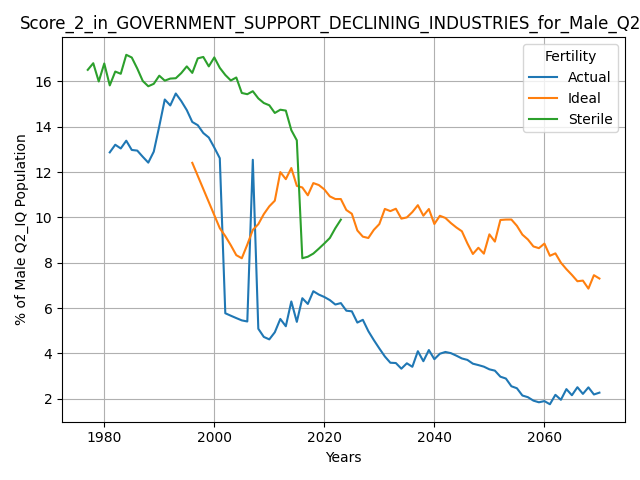 Score_2_in_GOVERNMENT_SUPPORT_DECLINING_INDUSTRIES_for_Male_Q2
Fertility
Actual
Ideal
Sterile
% of Male Q2_IQ Population
16
14
12
10
8
6
4
2
1980 2000 2020 2040 2060
Years